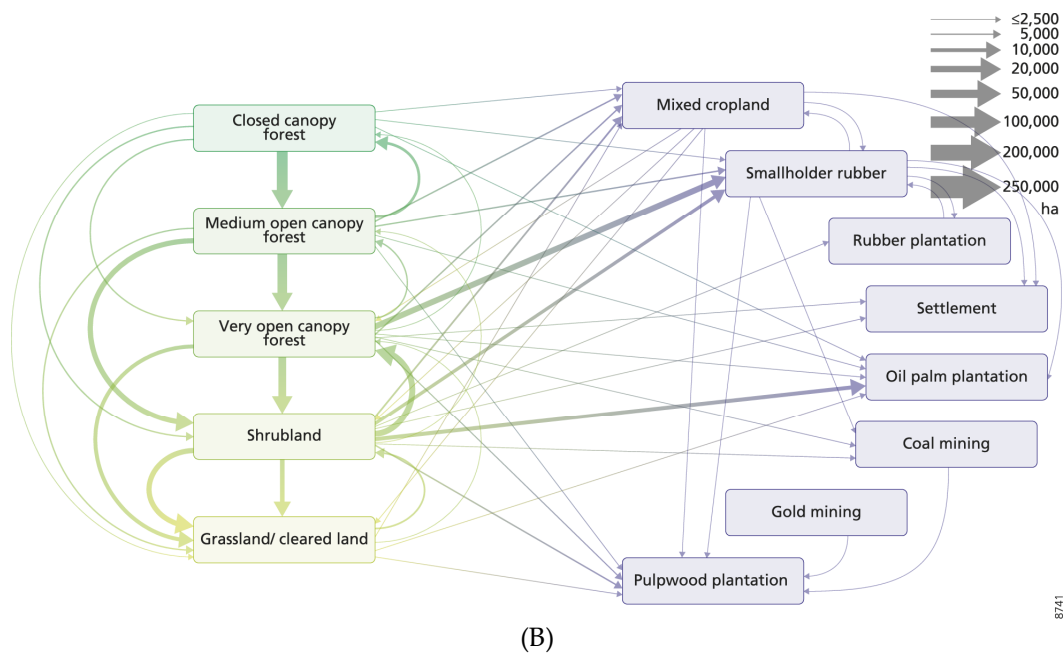 ≤2,500
5,000
10,000
20,000
50,000
100,000
200,000
250,000
ha
Closed canopy
forest
Medium open canopy
forest
Very open canopy
forest
Shrubland
Grassland/ cleared land
Mixed cropland
Smallholder rubber
Rubber plantation
Settlement
Oil palm plantation
Coal mining
Gold mining
Pulpwood plantation
8741
(B)